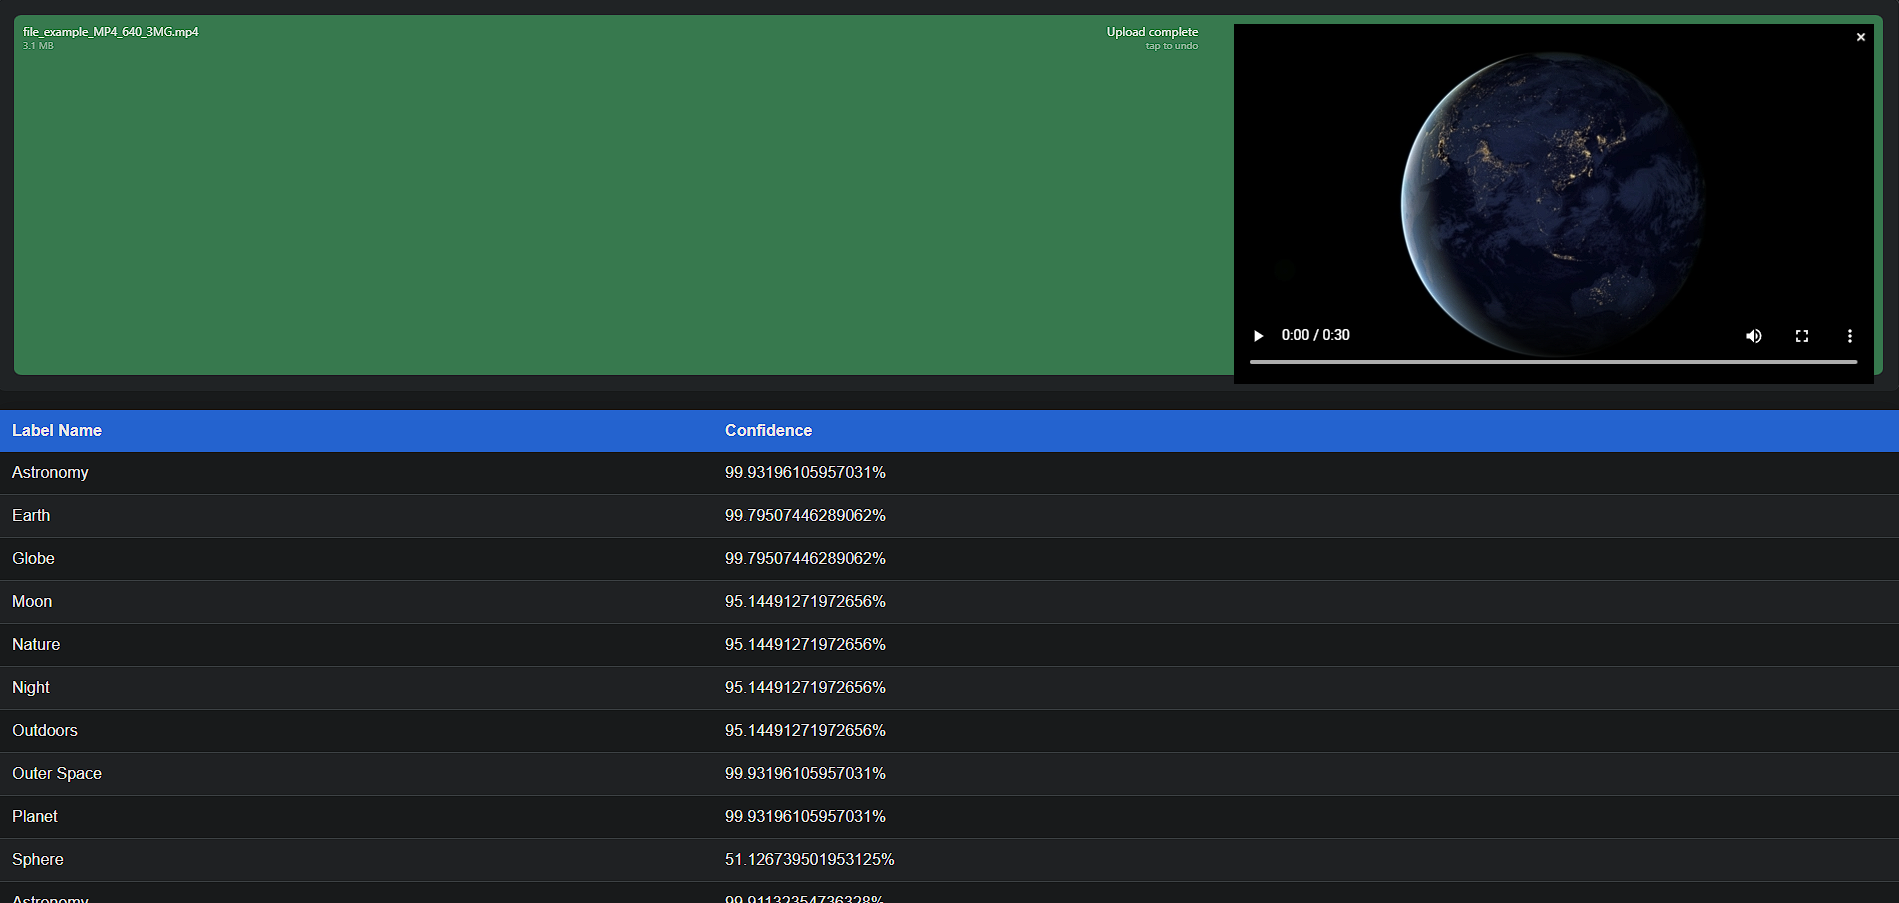 file_example_MP4_640_3MG.mp4
3.1 MB
Upload complete
tap to undo
0:00 / 0:30
Label Name Confidence
Astronomy 99.93196105957031%
Earth 99.79507446289062%
Globe 99.79507446289062%
Moon 95.14491271972656%
Nature 95.14491271972656%
Night 95.14491271972656%
Outdoors 95.14491271972656%
Outer Space 99.93196105957031%
Planet 99.93196105957031%
Sphere 51.126739501953125%
Astronomy 99.91132354736328%